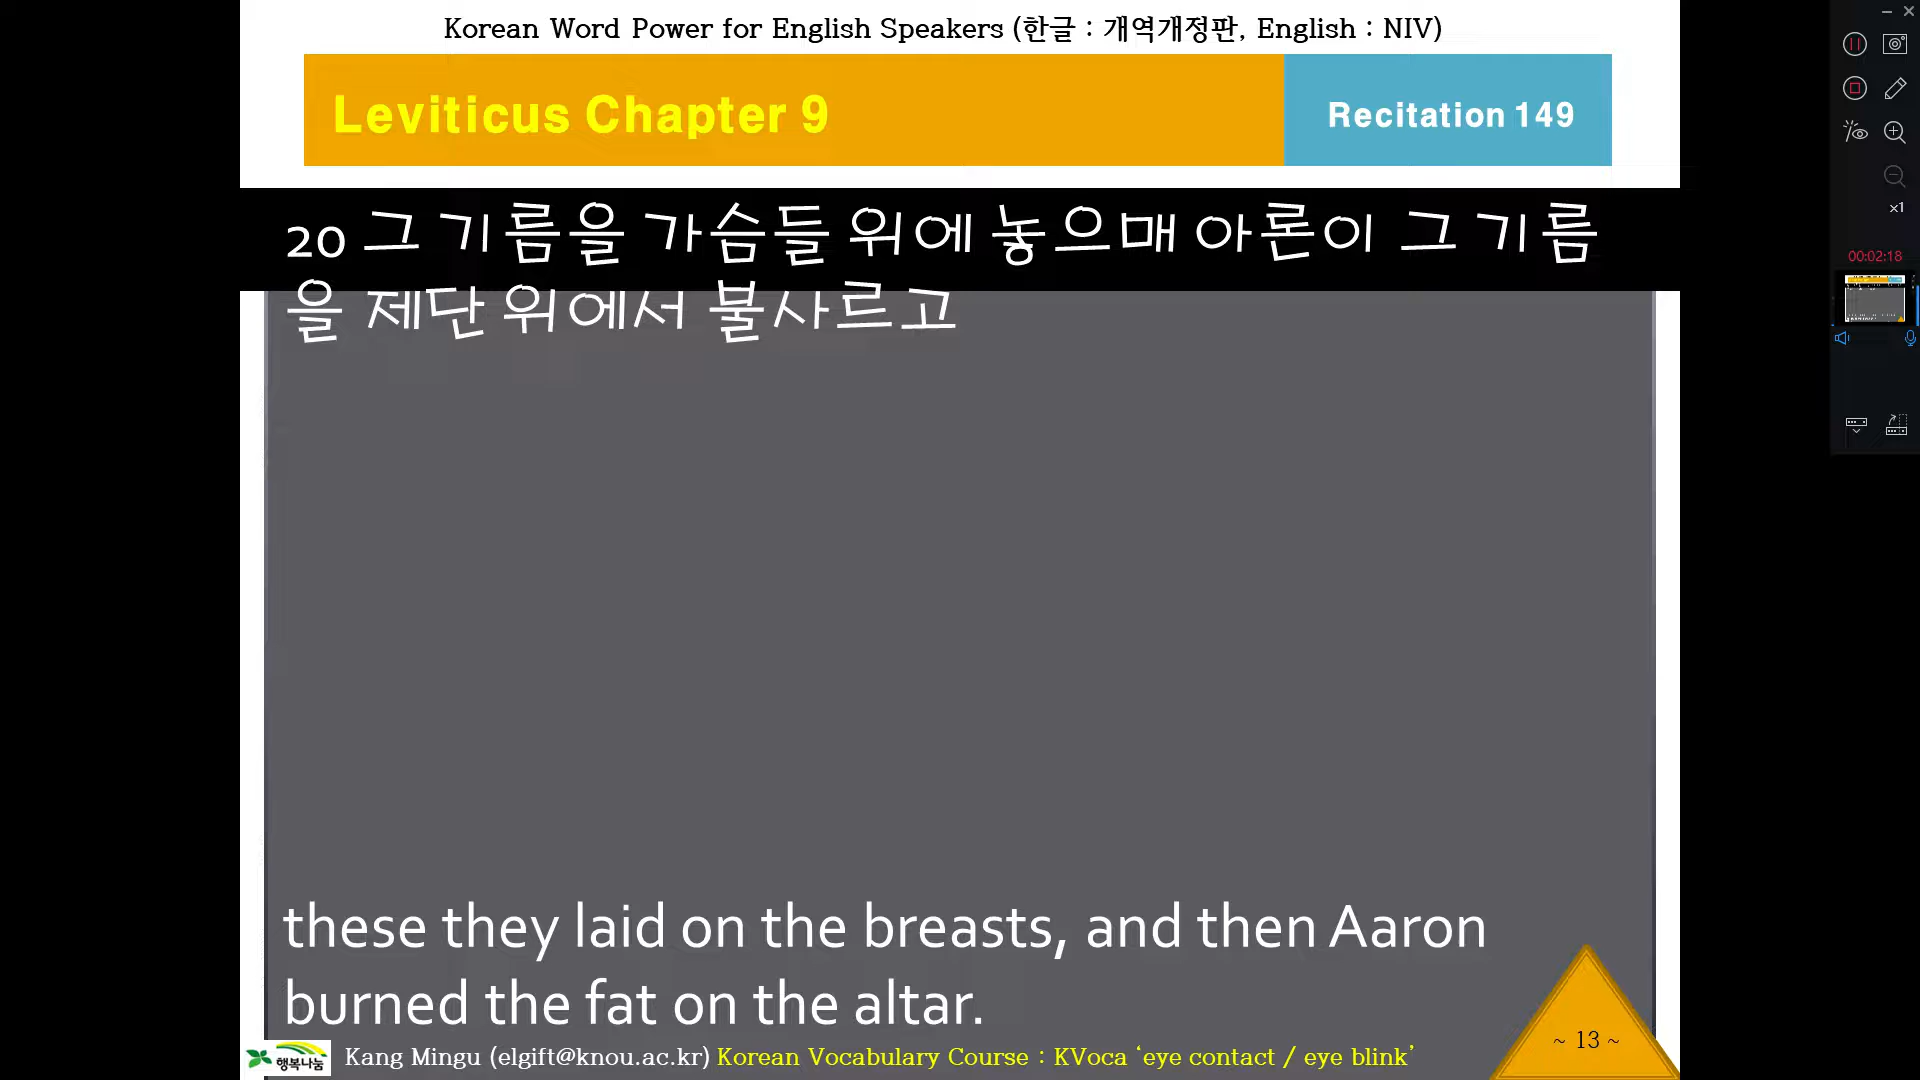 Korean Word Power for English Speakers (한글 : 개역개정판, English : NIV)
Leviticus Chapter 9
Recitation 149
20 그 기름을 가슴들 위에 놓으매 아론이 그 기름
을 제단 위에서 불사르고
x1
00:02:18
these they laid on the breasts, and then Aaron
burned the fat on the altar.
~ 13 ~
행복나눔
Kang Mingu (elgift@knou.ac.kr) Korean Vocabulary Course : KVoca ‘eye contact / eye blink’